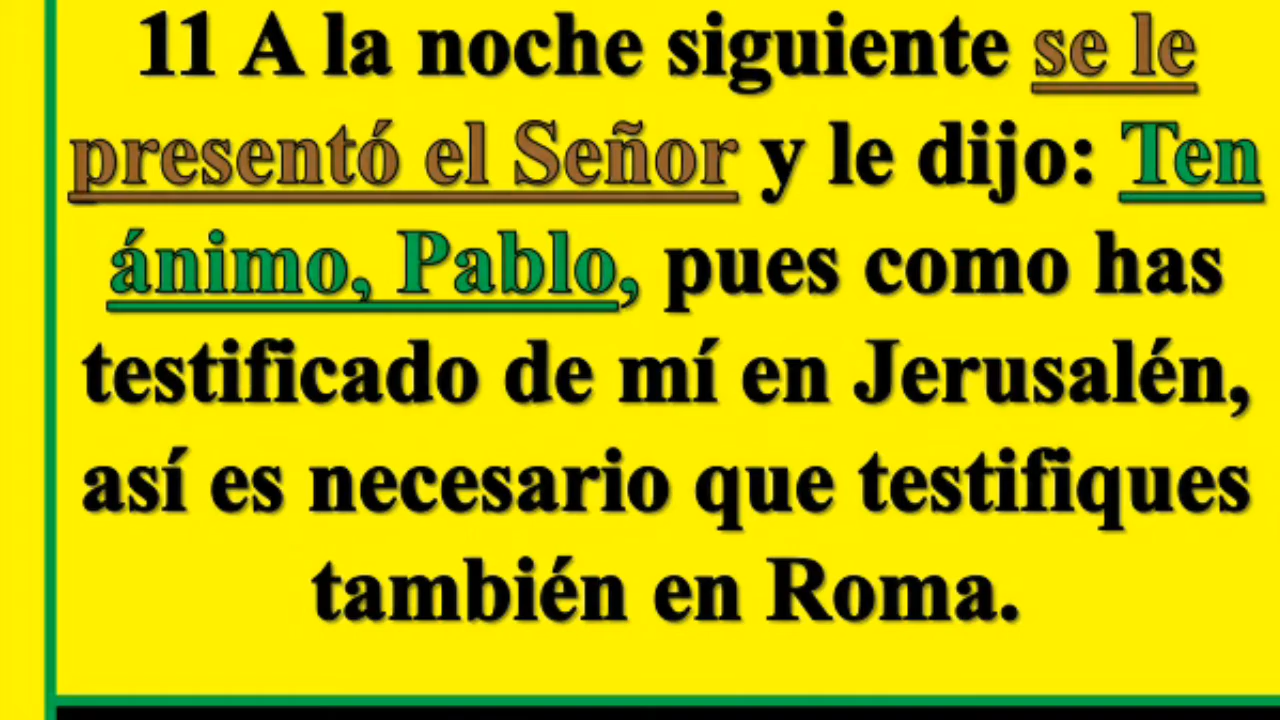 11 A la noche siguiente se le
presentó el Señor y le dijo: Ten
ánimo, Pablo, pues como has
testificado de mí en Jerusalén,
así es necesario que testifiques
también en Roma.